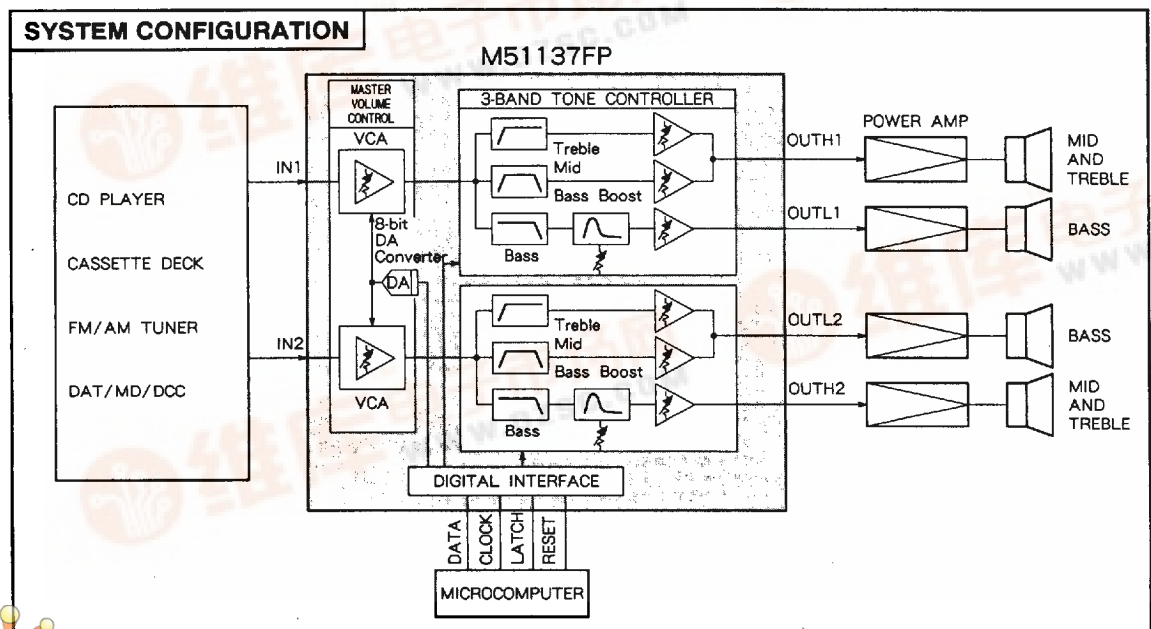 SYSTEM CONFIGURATION
M51137FP
MASTER
VOLUME
CONTROL
VCA
3-BAND TONE CONTROLLER
Treble
Mid
Bass Boost
Bass
8-bit
DA
Converter
DA
VCA
Treble
Mid
Bass Boost
Bass
DIGITAL INTERFACE
CD PLAYER
CASSETTE DECK
FM/AM TUNER
DAT/MD/DCC
IN1
IN2
OUTH1
OUTL1
OUTL2
OUTH2
POWER AMP
MID
AND
TREBLE
BASS
BASS
MID
AND
TREBLE
DATA
CLOCK
LATCH
RESET
MICROCOMPUTER